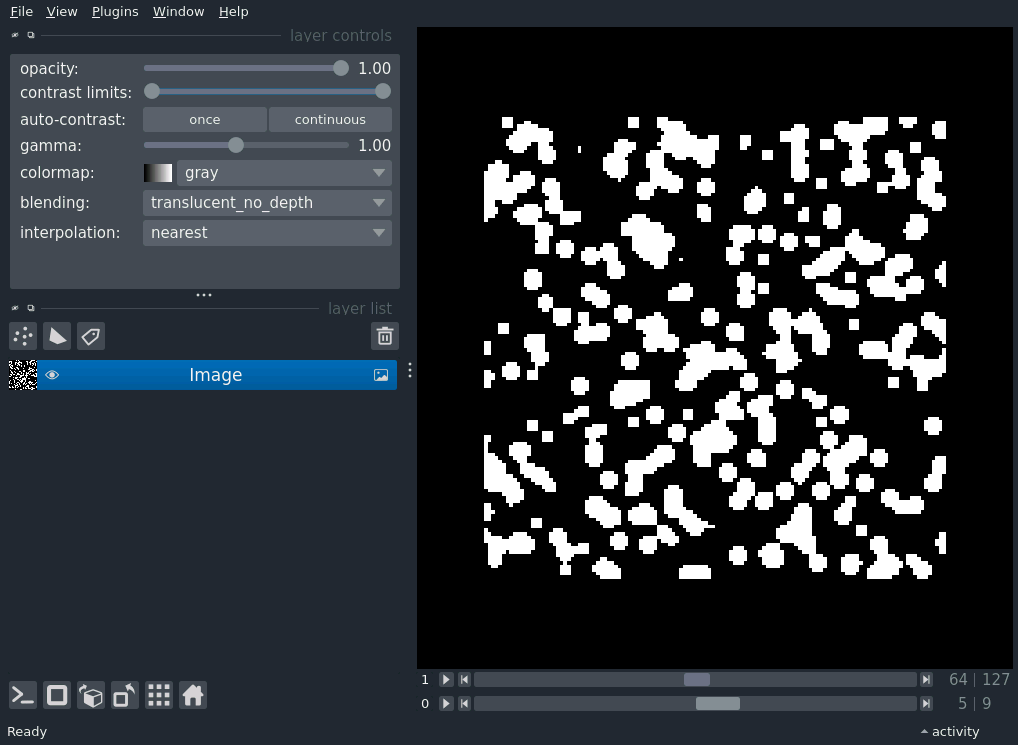 File View Plugins Window Help
layer controls
opacity: 1.00
contrast limits:
auto-contrast: once continuous
gamma: 1.00
colormap: gray
blending: translucent_no_depth
interpolation: nearest
layer list
Image
1 64 | 127
0 5 | 9
Ready activity